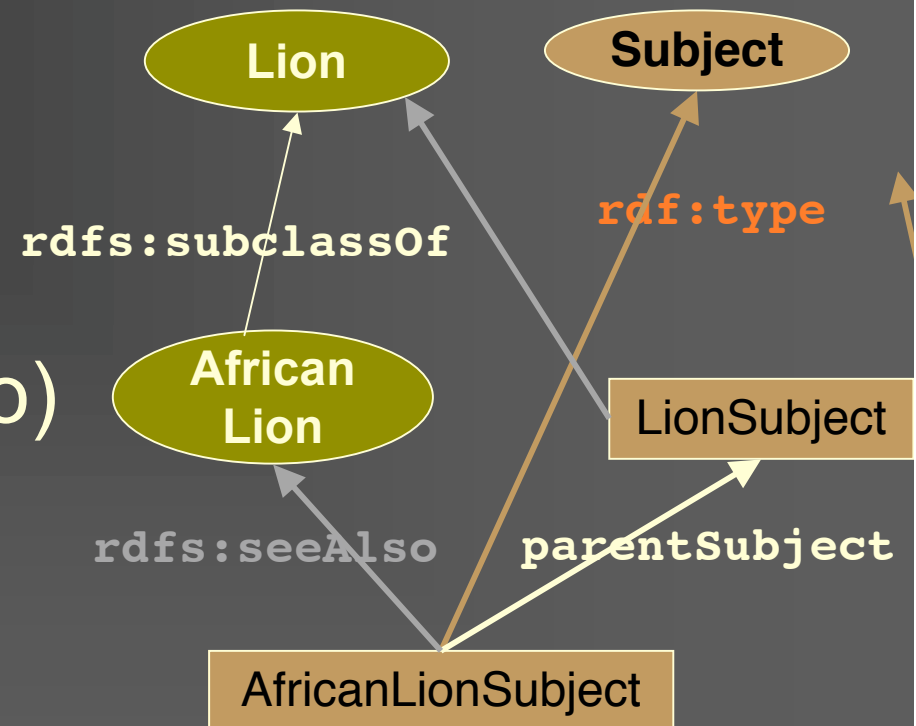 Lion
Subject
rdf:type
rdfs:subclassOf
African
Lion
o)
LionSubject
rdfs:seeAlso
parentSubject
AfricanLionSubject